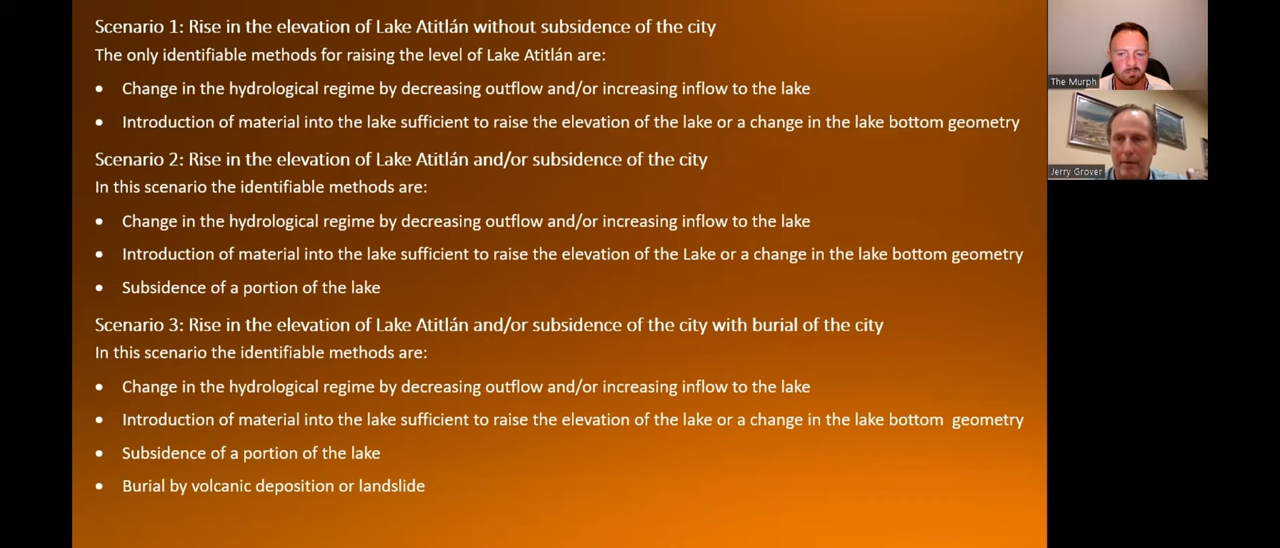 Scenario 1: Rise in the elevation of Lake Atitlán without subsidence of the city
The only identifiable methods for raising the level of Lake Atitlán are:
• Change in the hydrological regime by decreasing outflow and/or increasing inflow to the lake
• Introduction of material into the lake sufficient to raise the elevation of the lake or a change in the lake bottom geometry
Scenario 2: Rise in the elevation of Lake Atitlán and/or subsidence of the city
In this scenario the identifiable methods are:
• Change in the hydrological regime by decreasing outflow and/or increasing inflow to the lake
• Introduction of material into the lake sufficient to raise the elevation of the Lake or a change in the lake bottom geometry
• Subsidence of a portion of the lake
Scenario 3: Rise in the elevation of Lake Atitlán and/or subsidence of the city with burial of the city
In this scenario the identifiable methods are:
• Change in the hydrological regime by decreasing outflow and/or increasing inflow to the lake
• Introduction of material into the lake sufficient to raise the elevation of the lake or a change in the lake bottom geometry
• Subsidence of a portion of the lake
• Burial by volcanic deposition or landslide
The Murph
Jerry Grover